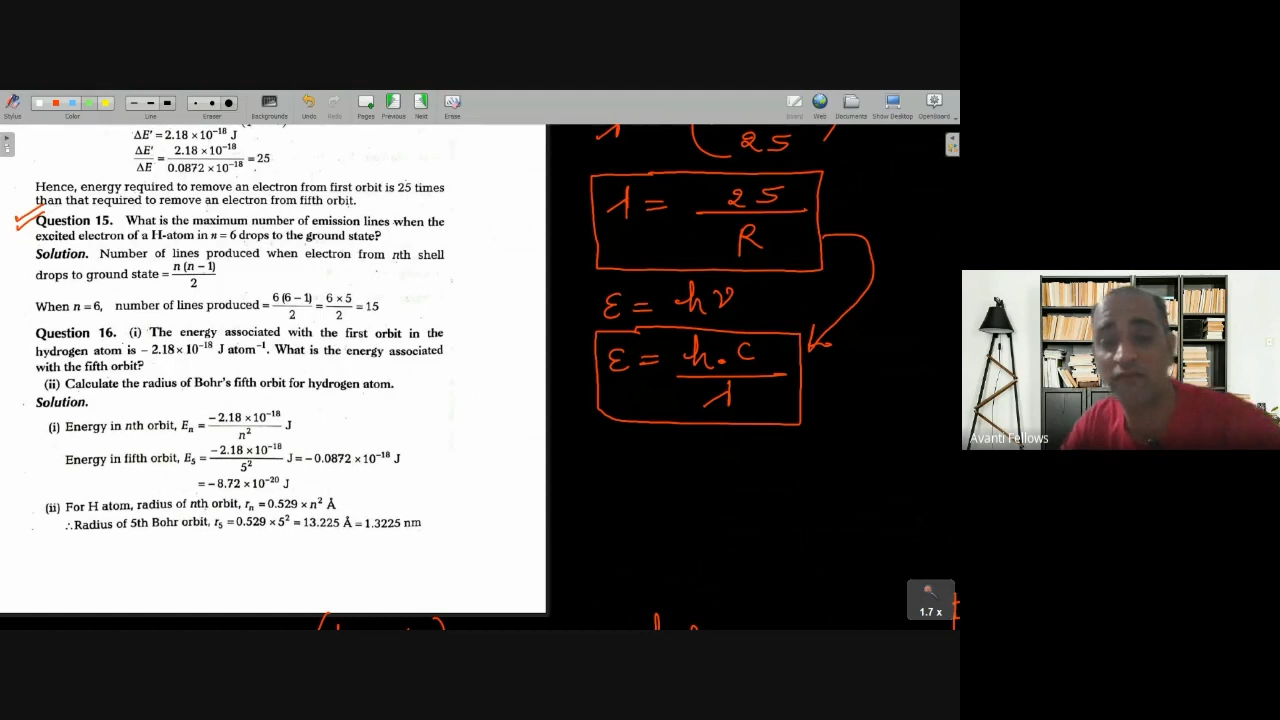 Stylus
Color
Line
Eraser
Backgrounds
Undo
Redo
Pages
Previous
Next
Erase
Board
Web
Documents
Show Desktop
OpenBoard
ΔE' = 2.18 × 10⁻¹⁸ J
ΔE'/ΔE = 2.18 × 10⁻¹⁸/0.0872 × 10⁻¹⁸ = 25
Hence, energy required to remove an electron from first orbit is 25 times
than that required to remove an electron from fifth orbit.
Question 15. What is the maximum number of emission lines when the
excited electron of a H-atom in n = 6 drops to the ground state?
Solution. Number of lines produced when electron from nth shell
drops to ground state = n (n − 1)/2
When n = 6, number of lines produced = 6 (6 − 1)/2 = 6 × 5/2 = 15
Question 16. (i) The energy associated with the first orbit in the
hydrogen atom is − 2.18 × 10⁻¹⁸ J atom⁻¹. What is the energy associated
with the fifth orbit?
(ii) Calculate the radius of Bohr's fifth orbit for hydrogen atom.
Solution.
(i) Energy in nth orbit, Eₙ = −2.18 × 10⁻¹⁸/n² J
Energy in fifth orbit, E₅ = −2.18 × 10⁻¹⁸/5² J = −0.0872 × 10⁻¹⁸ J
= −8.72 × 10⁻²⁰ J
(ii) For H atom, radius of nth orbit, rₙ = 0.529 × n² Å
∴ Radius of 5th Bohr orbit, r₅ = 0.529 × 5² = 13.225 Å = 1.3225 nm
25
λ = 25/R
ε = hν
ε = h.c/λ
1.7 x
Avanti Fellows